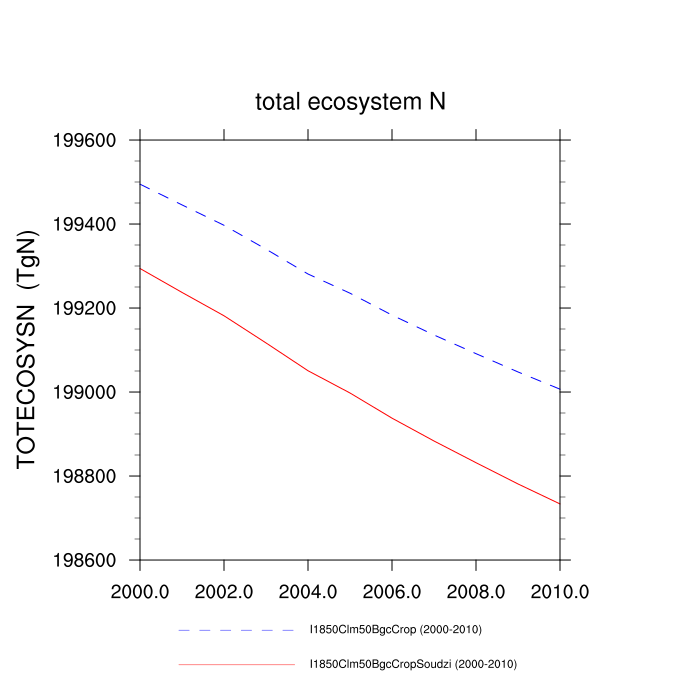 total ecosystem N
199600
199400
199200
199000
198800
198600
TOTECOSYSN (TgN)
2000.0 2002.0 2004.0 2006.0 2008.0 2010.0
I1850Clm50BgcCrop (2000-2010)
I1850Clm50BgcCropSoudzi (2000-2010)